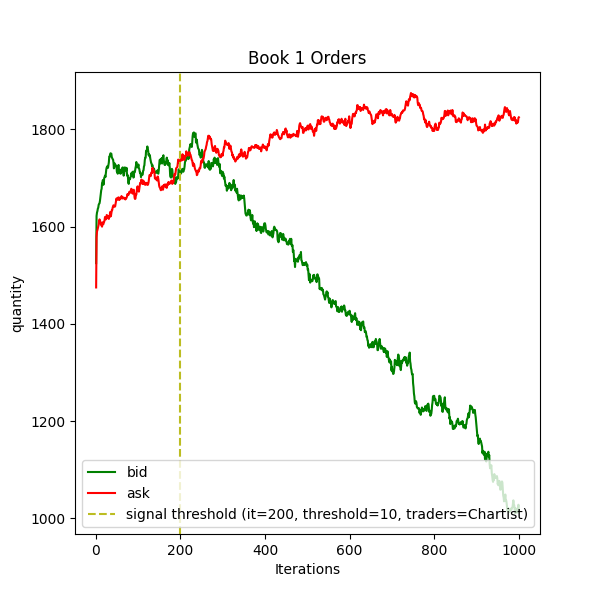 Book 1 Orders
quantity
1800
1600
1400
1200
1000
bid
ask
signal threshold (it=200, threshold=10, traders=Chartist)
0 200 400 600 800 1000
Iterations